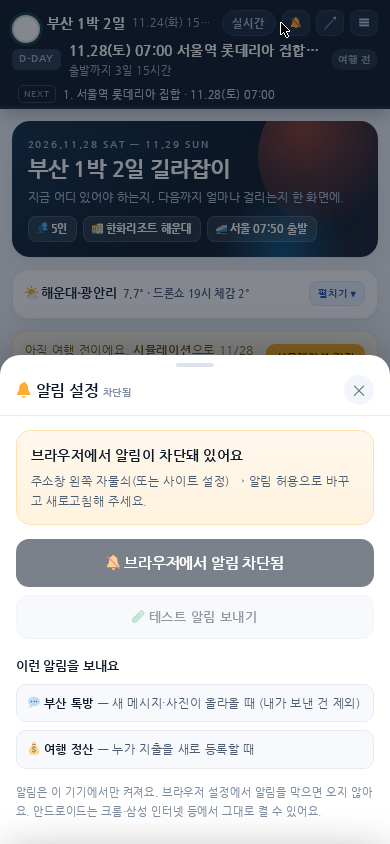 부산 1박 2일 11.24(화) 15…
실시간
D-DAY
11.28(토) 07:00 서울역 롯데리아 집합…
출발까지 3일 15시간
여행 전
NEXT 1. 서울역 롯데리아 집합 · 11.28(토) 07:00
2026.11.28 SAT — 11.29 SUN
부산 1박 2일 길라잡이
지금 어디 있어야 하는지, 다음까지 얼마나 걸리는지 한 화면에.
5인 한화리조트 해운대 서울 07:50 출발
해운대·광안리 7.7° · 드론쇼 19시 체감 2°
펼치기 ▾
아직 여행 전이에요. 시뮬레이션으로 11/28
알림 설정 차단됨
브라우저에서 알림이 차단돼 있어요
주소창 왼쪽 자물쇠(또는 사이트 설정) → 알림 허용으로 바꾸
고 새로고침해 주세요.
브라우저에서 알림 차단됨
테스트 알림 보내기
이런 알림을 보내요
부산 톡방 — 새 메시지·사진이 올라올 때 (내가 보낸 건 제외)
여행 정산 — 누가 지출을 새로 등록할 때
알림은 이 기기에서만 켜져요. 브라우저 설정에서 알림을 막으면 오지 않아
요. 안드로이드는 크롬·삼성 인터넷 등에서 그대로 켤 수 있어요.